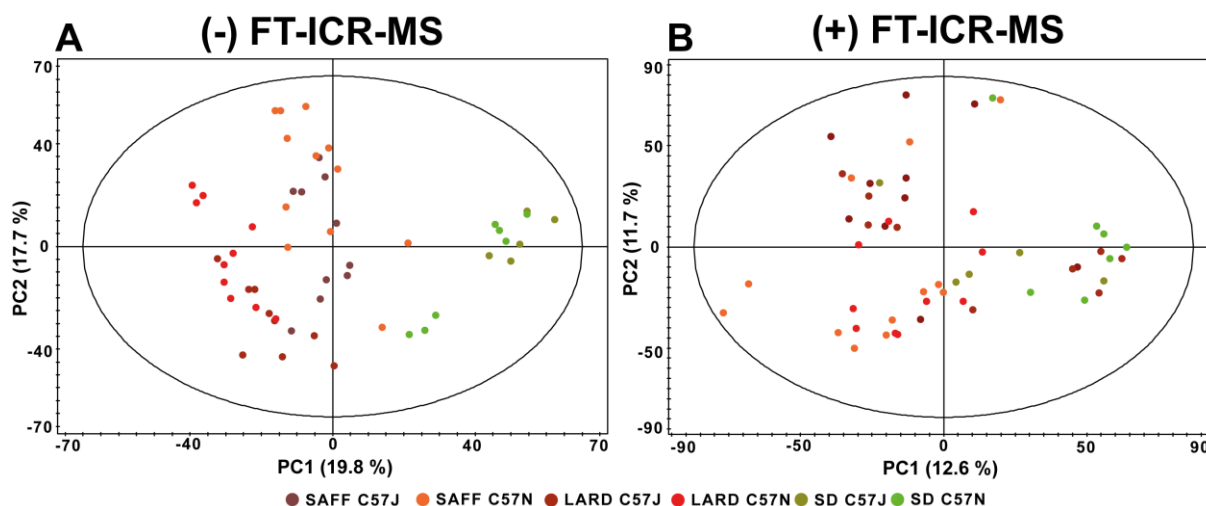 A (-) FT-ICR-MS
70
40
0
-40
-70
PC2 (17.7 %)
-70 -40 0 40 70
PC1 (19.8 %)
B (+) FT-ICR-MS
90
50
0
-50
-90
PC2 (11.7 %)
-90 -50 0 50 90
PC1 (12.6 %)
SAFF C57J SAFF C57N LARD C57J LARD C57N SD C57J SD C57N